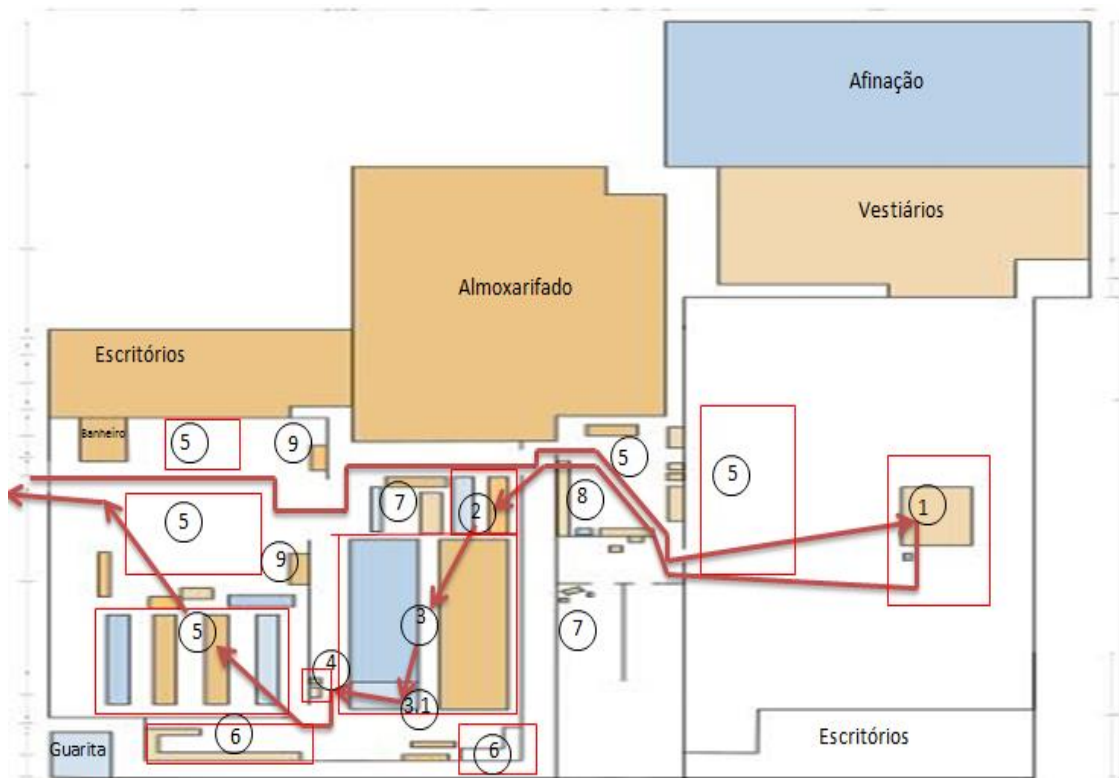 Afinação
Vestiários
Almoxarifado
Escritórios
Banheiro
5
9
5
5
1
7
2
8
5
9
3
7
5
4
3.1
6
6
Guarita
Escritórios